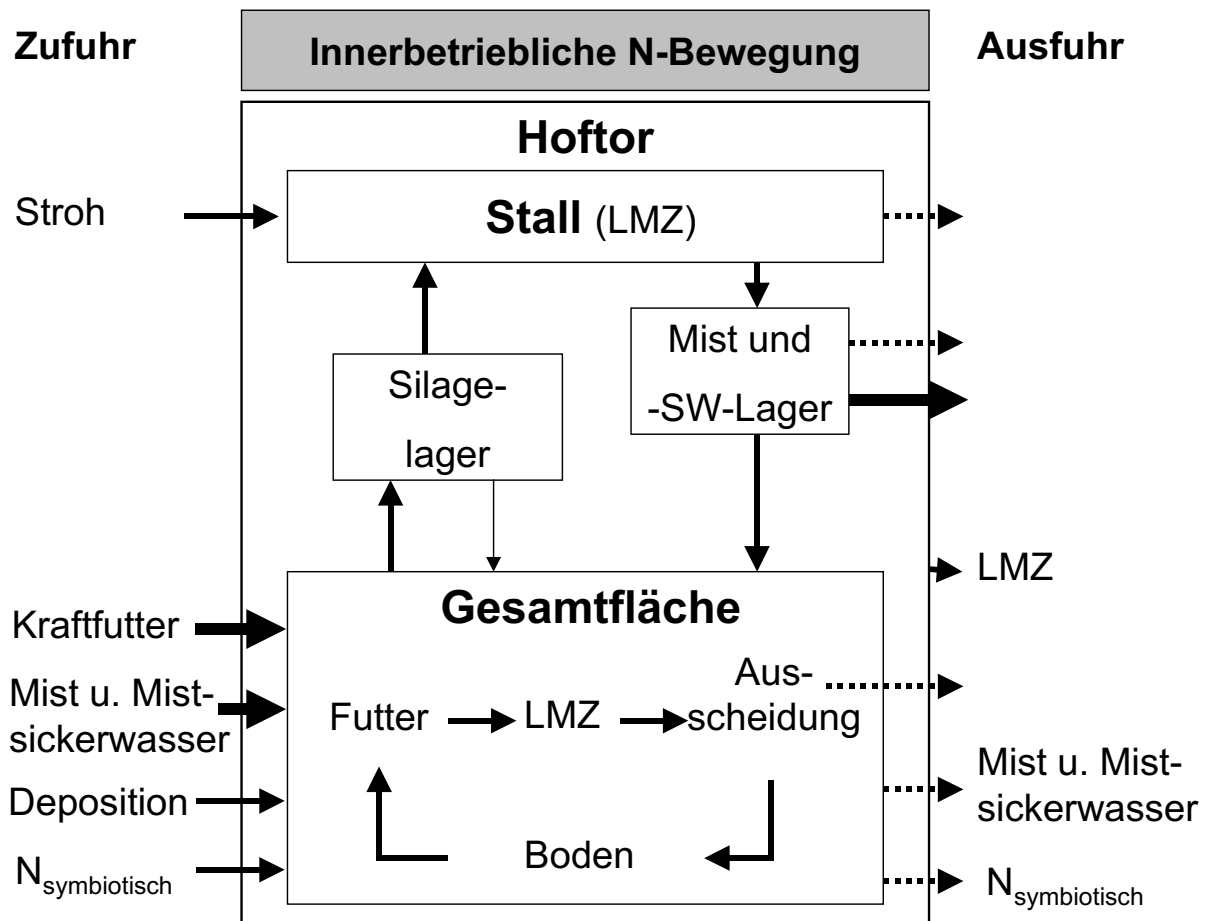 Zufuhr
Innerbetriebliche N-Bewegung
Ausfuhr
Hoftor
Stroh
Stall (LMZ)
Mist und
-SW-Lager
Silage-
lager
LMZ
Gesamtfläche
Kraftfutter
Mist u. Mist-
sickerwasser
Aus-
scheidung
Futter
LMZ
Deposition
Mist u. Mist-
sickerwasser
Boden
Nsymbiotisch
Nsymbiotisch